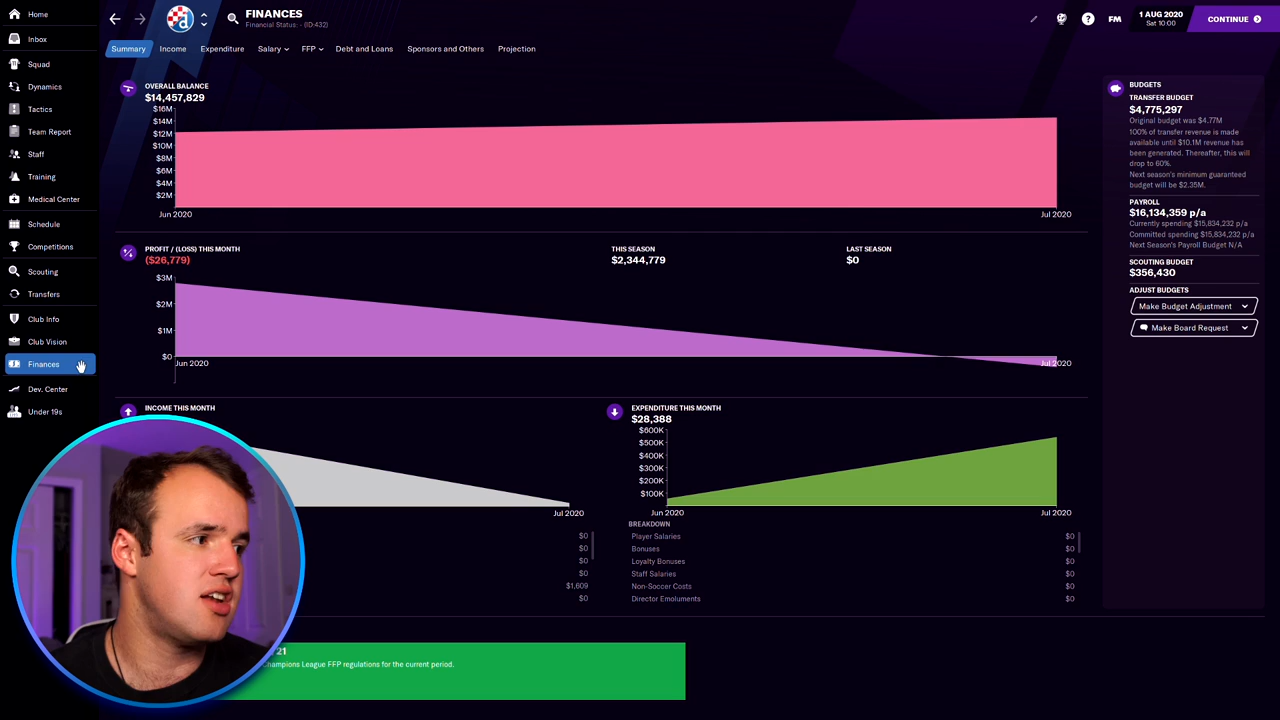 Home
Inbox
Squad
Dynamics
Tactics
Team Report
Staff
Training
Medical Center
Schedule
Competitions
Scouting
Transfers
Club Info
Club Vision
Finances
Dev. Center
Under 19s
FINANCES
Financial Status: - (ID:432)
FM
1 AUG 2020
Sat 10:00
CONTINUE
Summary
Income
Expenditure
Salary
FFP
Debt and Loans
Sponsors and Others
Projection
OVERALL BALANCE
$14,457,829
$16M
$14M
$12M
$10M
$8M
$6M
$4M
$2M
Jun 2020
Jul 2020
PROFIT / (LOSS) THIS MONTH
($26,779)
THIS SEASON
$2,344,779
LAST SEASON
$0
$3M
$2M
$1M
$0
Jun 2020
Jul 2020
INCOME THIS MONTH
Jul 2020
$0
$0
$0
$0
$1,609
$0
EXPENDITURE THIS MONTH
$28,388
$600K
$500K
$400K
$300K
$200K
$100K
Jun 2020
Jul 2020
BREAKDOWN
Player Salaries $0
Bonuses $0
Loyalty Bonuses $0
Staff Salaries $0
Non-Soccer Costs $0
Director Emoluments $0
21
hampions League FFP regulations for the current period.
BUDGETS
TRANSFER BUDGET
$4,775,297
Original budget was $4.77M
100% of transfer revenue is made
available until $10.1M revenue has
been generated. Thereafter, this will
drop to 60%.
Next season's minimum guaranteed
budget will be $2.35M.
PAYROLL
$16,134,359 p/a
Currently spending $15,834,232 p/a
Committed spending $15,834,232 p/a
Next Season's Payroll Budget N/A
SCOUTING BUDGET
$356,430
ADJUST BUDGETS
Make Budget Adjustment
Make Board Request